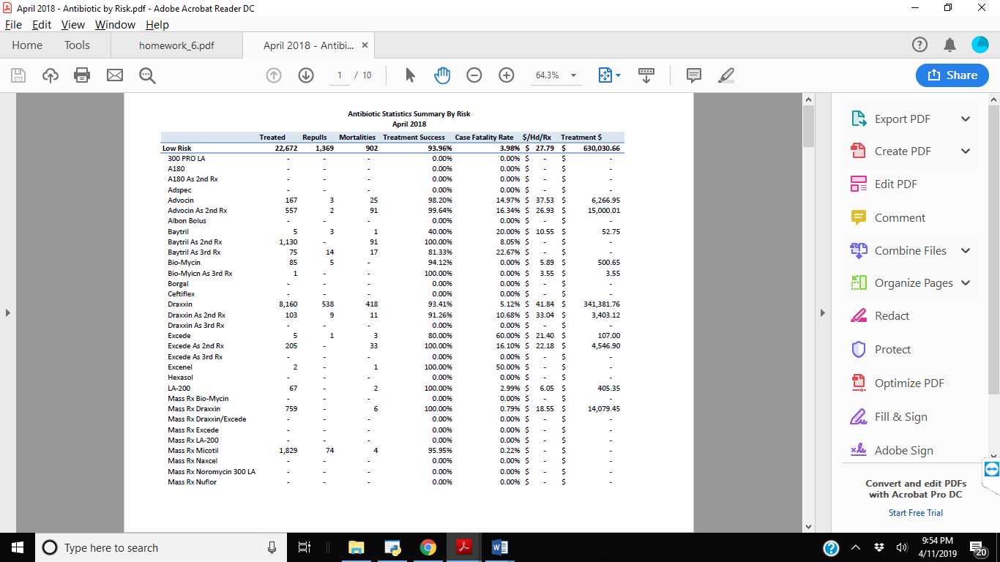 April 2018 - Antibiotic by Risk.pdf - Adobe Acrobat Reader DC
File Edit View Window Help
Home Tools homework_6.pdf April 2018 - Antibi... ×
1 / 10 64.3% Share
Antibiotic Statistics Summary By Risk
April 2018
Treated Repulls Mortalities Treatment Success Case Fatality Rate $/Hd/Rx Treatment $
Low Risk 22,672 1,369 902 93.96% 3.98% $ 27.79 $ 630,030.66
300 PRO LA - - - 0.00% 0.00% $ - $ -
A180 - - - 0.00% 0.00% $ - $ -
A180 As 2nd Rx - - - 0.00% 0.00% $ - $ -
Adspec - - - 0.00% 0.00% $ - $ -
Advocin 167 3 25 98.20% 14.97% $ 37.53 $ 6,266.95
Advocin As 2nd Rx 557 2 91 99.64% 16.34% $ 26.93 $ 15,000.01
Albon Bolus - - - 0.00% 0.00% $ - $ -
Baytril 5 3 1 40.00% 20.00% $ 10.55 $ 52.75
Baytril As 2nd Rx 1,130 - 91 100.00% 8.05% $ - $ -
Baytril As 3rd Rx 75 14 17 81.33% 22.67% $ - $ -
Bio-Mycin 85 5 - 94.12% 0.00% $ 5.89 $ 500.65
Bio-Myicn As 3rd Rx 1 - - 100.00% 0.00% $ 3.55 $ 3.55
Borgal - - - 0.00% 0.00% $ - $ -
Ceftiflex - - - 0.00% 0.00% $ - $ -
Draxxin 8,160 538 418 93.41% 5.12% $ 41.84 $ 341,381.76
Draxxin As 2nd Rx 103 9 11 91.26% 10.68% $ 33.04 $ 3,403.12
Draxxin As 3rd Rx - - - 0.00% 0.00% $ - $ -
Excede 5 1 3 80.00% 60.00% $ 21.40 $ 107.00
Excede As 2nd Rx 205 - 33 100.00% 16.10% $ 22.18 $ 4,546.90
Excede As 3rd Rx - - - 0.00% 0.00% $ - $ -
Excenel 2 - 1 100.00% 50.00% $ - $ -
Hexasol - - - 0.00% 0.00% $ - $ -
LA-200 67 - 2 100.00% 2.99% $ 6.05 $ 405.35
Mass Rx Bio-Mycin - - - 0.00% 0.00% $ - $ -
Mass Rx Draxxin 759 - 6 100.00% 0.79% $ 18.55 $ 14,079.45
Mass Rx Draxxin/Excede - - - 0.00% 0.00% $ - $ -
Mass Rx Excede - - - 0.00% 0.00% $ - $ -
Mass Rx LA-200 - - - 0.00% 0.00% $ - $ -
Mass Rx Micotil 1,829 74 4 95.95% 0.22% $ - $ -
Mass Rx Naxcel - - - 0.00% 0.00% $ - $ -
Mass Rx Noromycin 300 LA - - - 0.00% 0.00% $ - $ -
Mass Rx Nuflor - - - 0.00% 0.00% $ - $ -
Export PDF
Create PDF
Edit PDF
Comment
Combine Files
Organize Pages
Redact
Protect
Optimize PDF
Fill & Sign
Adobe Sign
Convert and edit PDFs
with Acrobat Pro DC
Start Free Trial
Type here to search
9:54 PM
4/11/2019
20